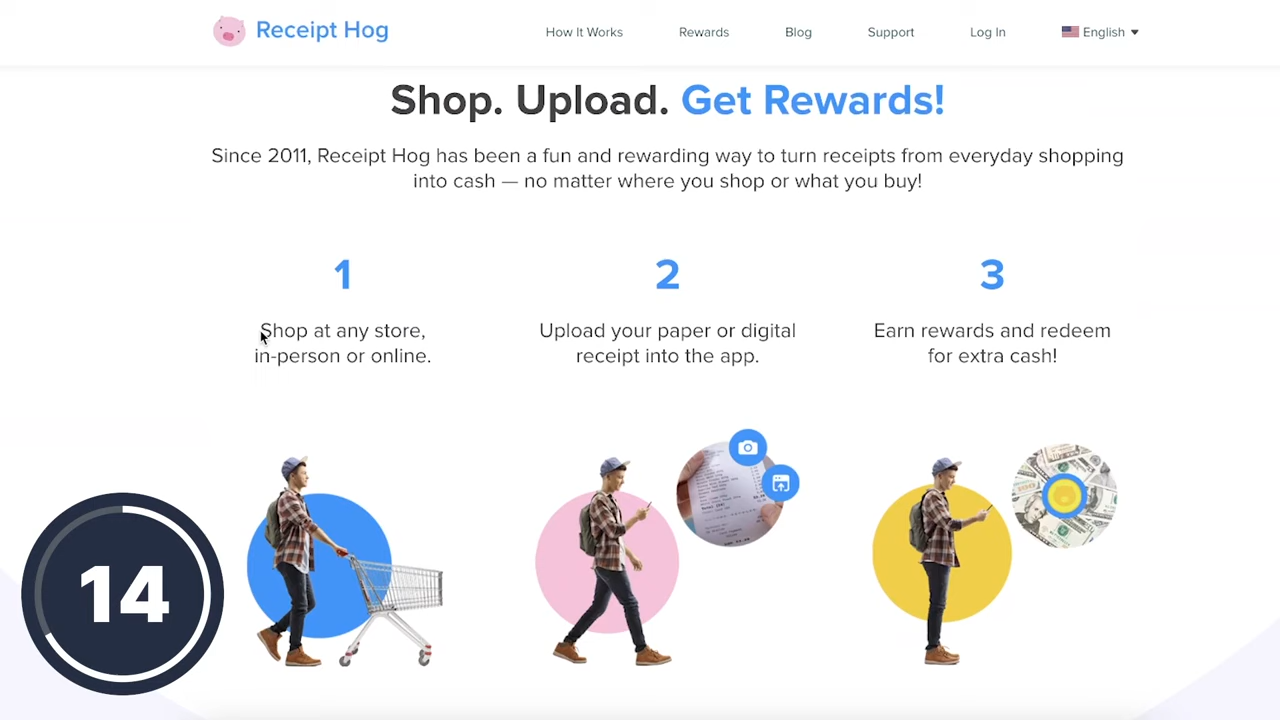 Receipt Hog
How It Works
Rewards
Blog
Support
Log In
English
Shop. Upload. Get Rewards!
Since 2011, Receipt Hog has been a fun and rewarding way to turn receipts from everyday shopping
into cash — no matter where you shop or what you buy!
1
2
3
Shop at any store,
in-person or online.
Upload your paper or digital
receipt into the app.
Earn rewards and redeem
for extra cash!
14